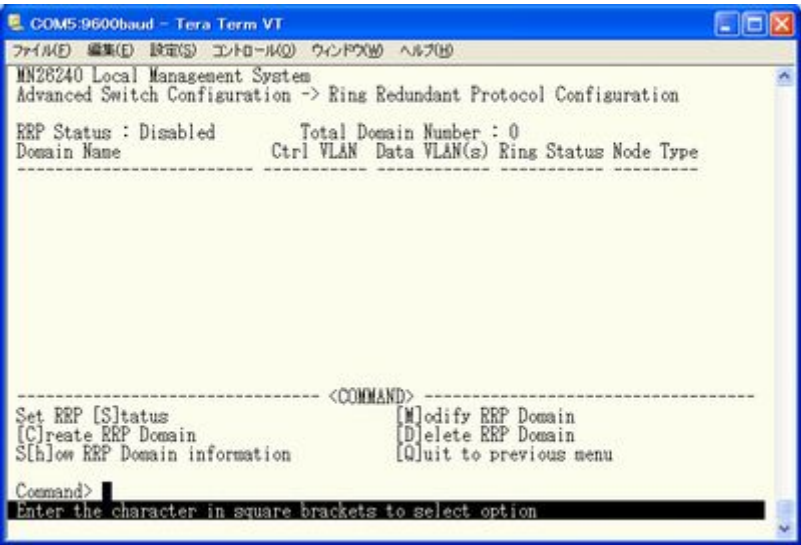 COM5:9600baud - Tera Term VT
ファイル(F) 編集(E) 設定(S) コントロール(O) ウィンドウ(W) ヘルプ(H)
MN26240 Local Management System
Advanced Switch Configuration -> Ring Redundant Protocol Configuration
RRP Status : Disabled Total Domain Number : 0
Domain Name Ctrl VLAN Data VLAN(s) Ring Status Node Type
------------------------- ----------- ------------ ----------- ---------
-------------------------------- <COMMAND> -----------------------------------
Set RRP [S]tatus [M]odify RRP Domain
[C]reate RRP Domain [D]elete RRP Domain
S[h]ow RRP Domain information [Q]uit to previous menu
Command>
Enter the character in square brackets to select option